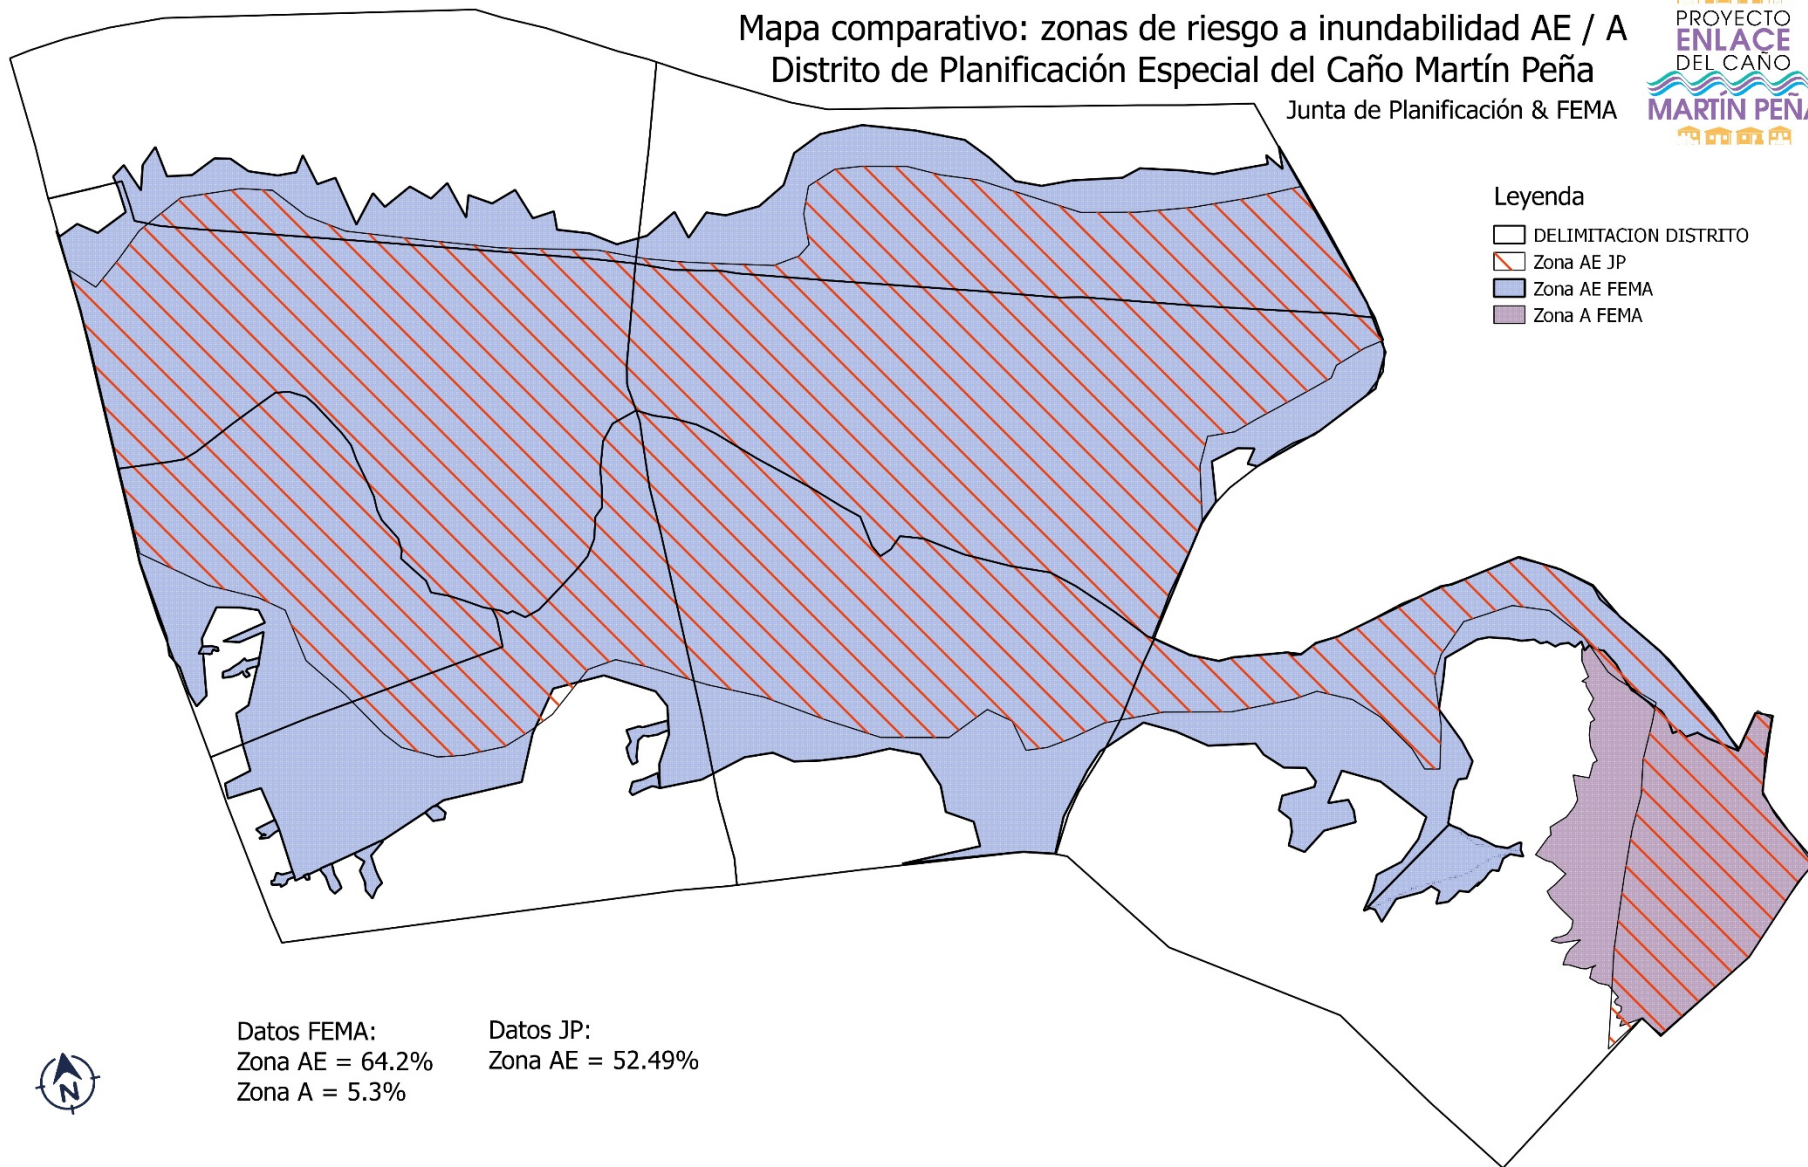 Mapa comparativo: zonas de riesgo a inundabilidad AE / A
Distrito de Planificación Especial del Caño Martín Peña
Junta de Planificación & FEMA
PROYECTO
ENLACE
DEL CAÑO
MARTÍN PEÑA
Leyenda
DELIMITACION DISTRITO
Zona AE JP
Zona AE FEMA
Zona A FEMA
Datos FEMA:
Zona AE = 64.2%
Zona A = 5.3%
Datos JP:
Zona AE = 52.49%
N